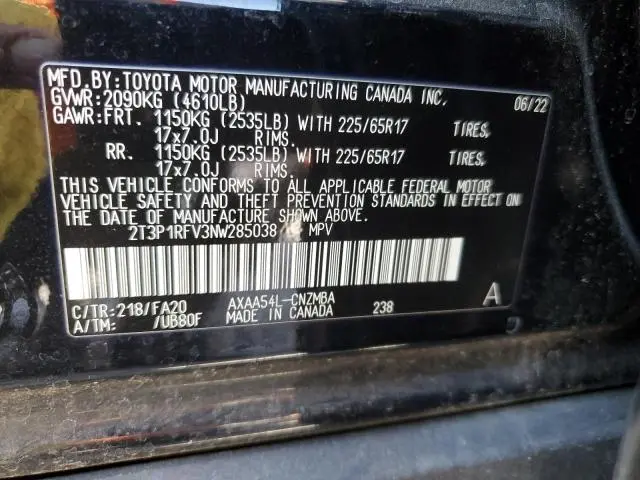 MFD.BY:TOYOTA MOTOR MANUFACTURING CANADA INC.
GVWR:2090KG (4610LB) 06/22
GAWR:FRT. 1150KG (2535LB) WITH 225/65R17 TIRES,
17x7.0J RIMS.
RR. 1150KG (2535LB) WITH 225/65R17 TIRES,
17x7.0J RIMS.
THIS VEHICLE CONFORMS TO ALL APPLICABLE FEDERAL MOTOR
VEHICLE SAFETY AND THEFT PREVENTION STANDARDS IN EFFECT ON
THE DATE OF MANUFACTURE SHOWN ABOVE.
2T3P1RFV3NW285038 MPV
C/TR:218/FA20 AXAA54L-CNZMBA 238 A
A/TM: /UB80F MADE IN CANADA